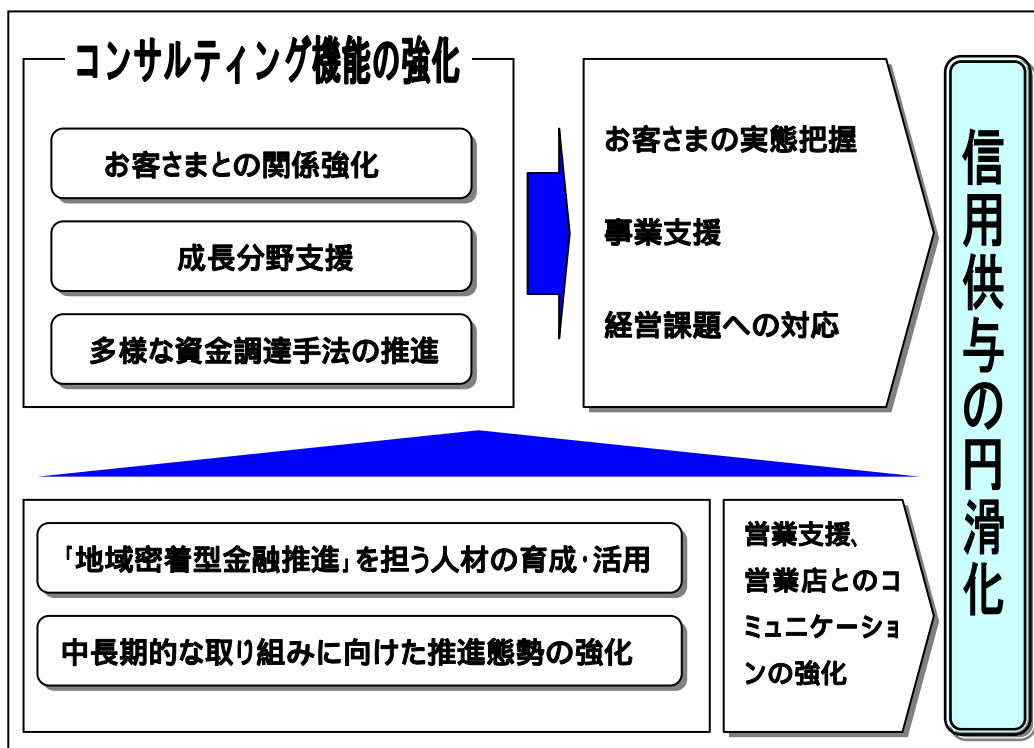 コンサルティング機能の強化
お客さまとの関係強化
成長分野支援
多様な資金調達手法の推進
お客さまの実態把握
事業支援
経営課題への対応
「地域密着型金融推進」を担う人材の育成・活用
中長期的な取り組みに向けた推進態勢の強化
営業支援、
営業店とのコ
ミュニケーショ
ンの強化
信用供与の円滑化